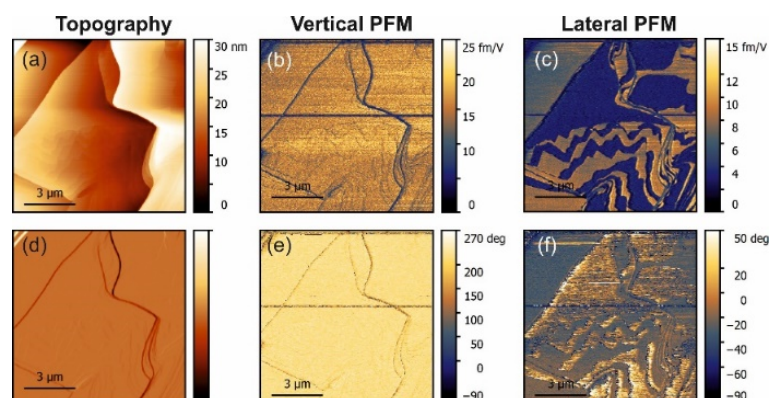 Topography Vertical PFM Lateral PFM
(a)
30 nm
25
20
15
10
0
3 µm
(b)
25 fm/V
20
15
10
5
0
3 µm
(c)
15 fm/V
12
10
8
6
4
2
0
3 µm
(d)
3 µm
(e)
270 deg
200
150
100
50
0
−90
3 µm
(f)
50 deg
20
0
−20
−40
−60
−90
3 µm